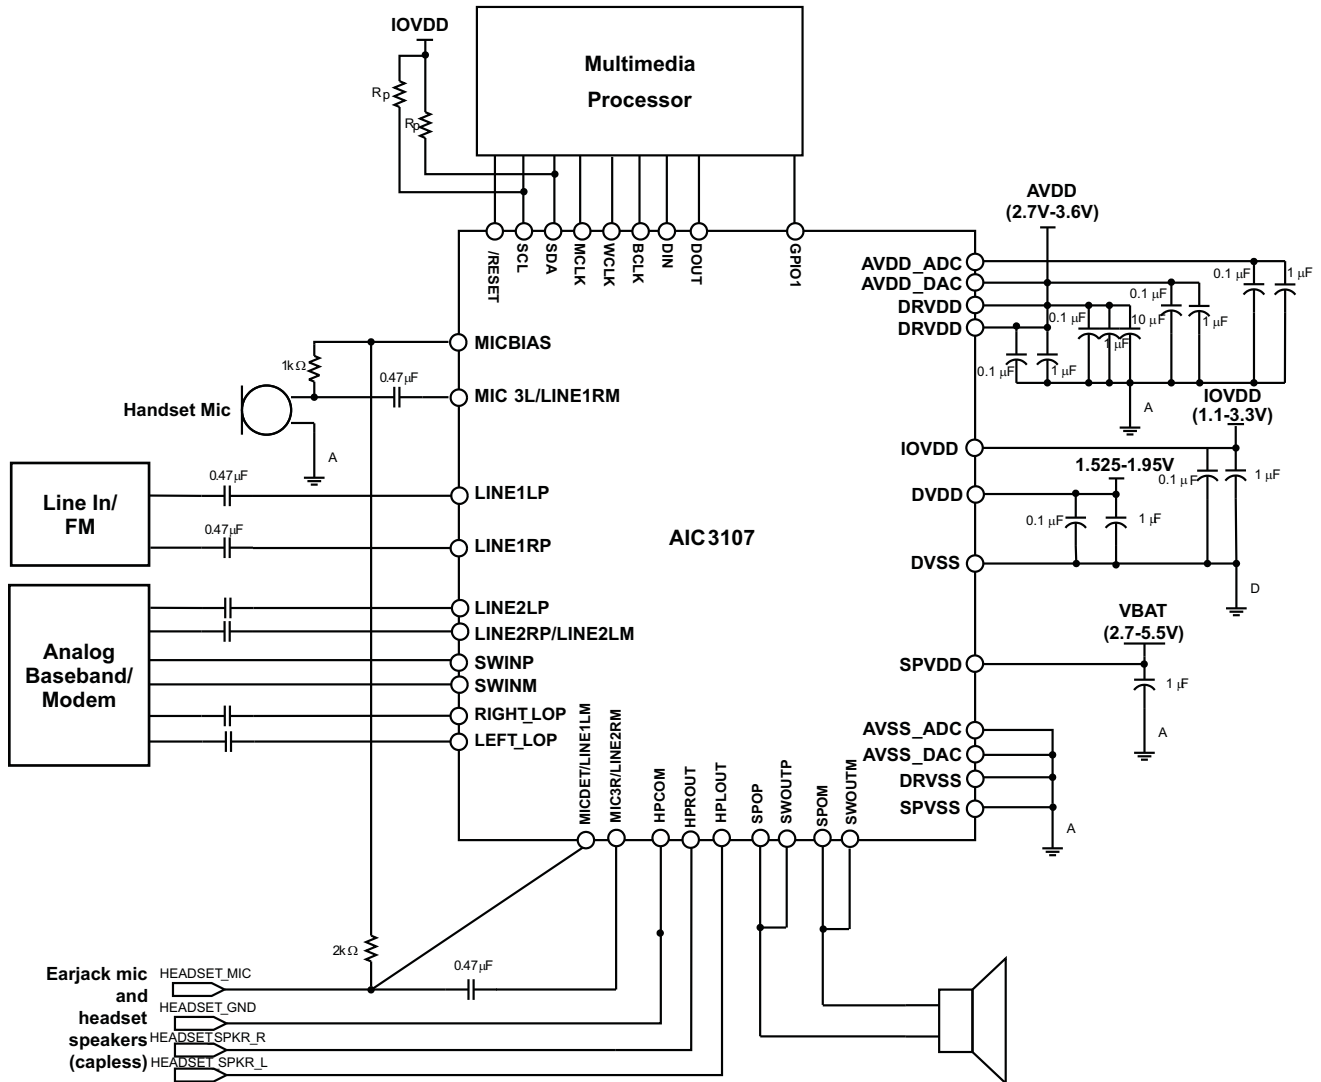 IOVDD
Multimedia
Processor
Rp
Rp
/RESET
SCL
SDA
MCLK
WCLK
BCLK
DIN
DOUT
GPIO1
AVDD
(2.7V-3.6V)
AVDD_ADC
AVDD_DAC
DRVDD
DRVDD
0.1 µF
1 µF
0.1 µF
1 µF
0.1 µF
1 µF
10 µF
0.1 µF
1 µF
A
MICBIAS
1kΩ
0.47µF
MIC 3L/LINE1RM
Handset Mic
A
IOVDD
(1.1-3.3V)
IOVDD
1.525-1.95V
0.1 µF
1 µF
DVDD
0.1 µF
1 µF
DVSS
D
Line In/
FM
0.47µF
LINE1LP
0.47µF
LINE1RP
AIC3107
Analog
Baseband/
Modem
LINE2LP
LINE2RP/LINE2LM
SWINP
SWINM
RIGHT_LOP
LEFT_LOP
VBAT
(2.7-5.5V)
SPVDD
1 µF
A
AVSS_ADC
AVSS_DAC
DRVSS
SPVSS
A
MICDET/LINE1LM
MIC3R/LINE2RM
HPCOM
HPROUT
HPLOUT
SPOP
SWOUTP
SPOM
SWOUTM
2kΩ
0.47µF
Earjack mic
and
headset
speakers
(capless)
HEADSET_MIC
HEADSET_GND
HEADSETSPKR_R
HEADSET SPKR_L